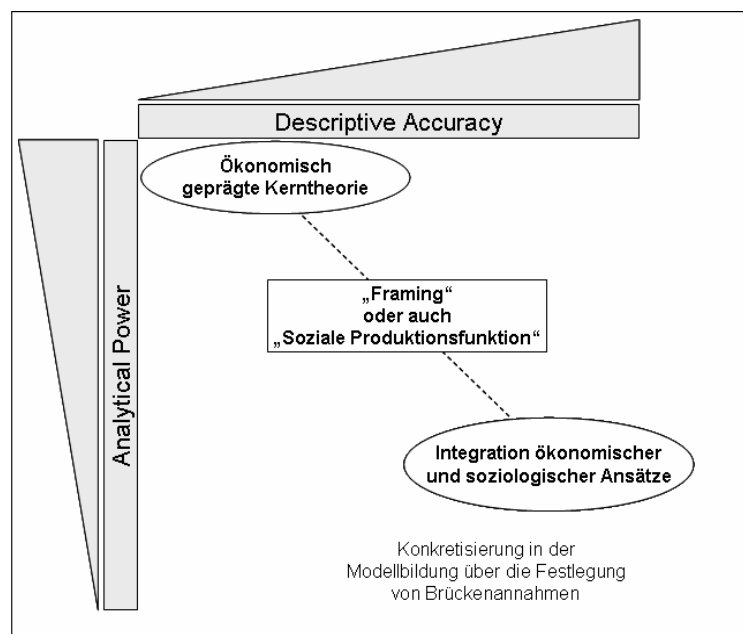 Descriptive Accuracy
Analytical Power
Ökonomisch
geprägte Kerntheorie
„Framing“
oder auch
„Soziale Produktionsfunktion“
Integration ökonomischer
und soziologischer Ansätze
Konkretisierung in der
Modellbildung über die Festlegung
von Brückenannahmen